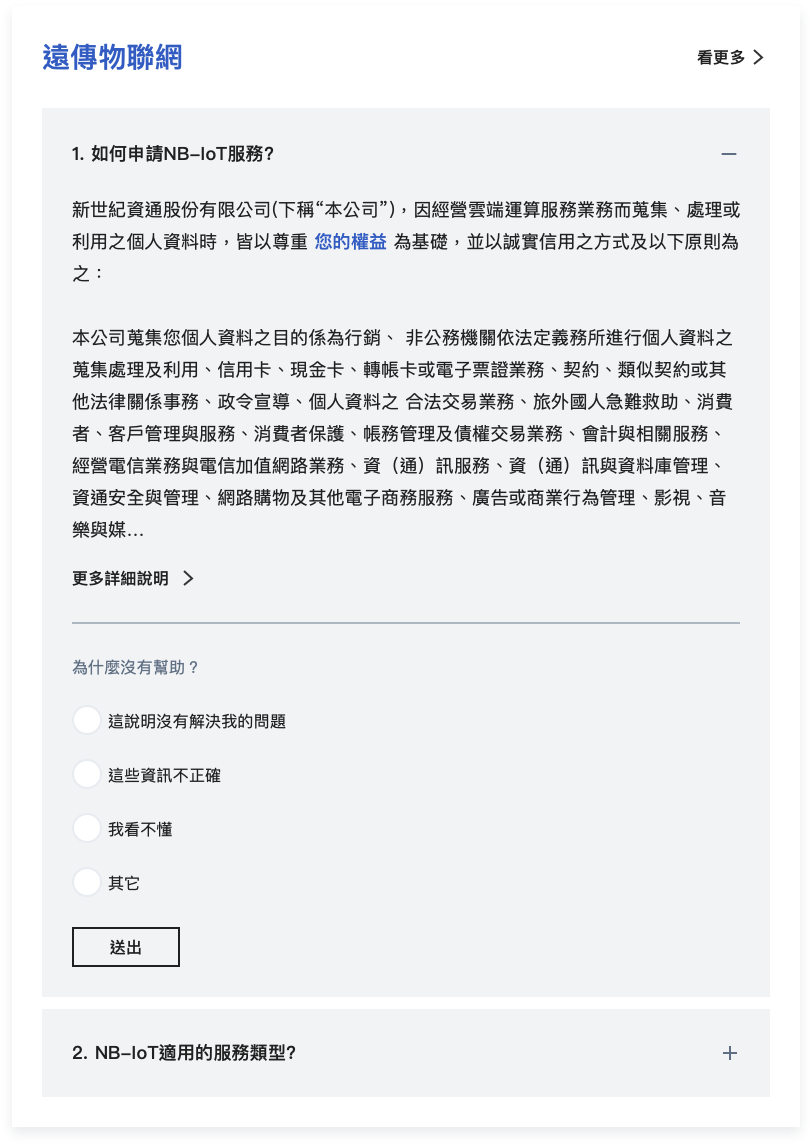 遠傳物聯網
看更多
1. 如何申請NB–IoT服務?
新世紀資通股份有限公司(下稱“本公司”)，因經營雲端運算服務業務而蒐集、處理或
利用之個人資料時，皆以尊重 您的權益 為基礎，並以誠實信用之方式及以下原則為
之：
本公司蒐集您個人資料之目的係為行銷、 非公務機關依法定義務所進行個人資料之
蒐集處理及利用、信用卡、現金卡、轉帳卡或電子票證業務、契約、類似契約或其
他法律關係事務、政令宣導、個人資料之 合法交易業務、旅外國人急難救助、消費
者、客戶管理與服務、消費者保護、帳務管理及債權交易業務、會計與相關服務、
經營電信業務與電信加值網路業務、資（通）訊服務、資（通）訊與資料庫管理、
資通安全與管理、網路購物及其他電子商務服務、廣告或商業行為管理、影視、音
樂與媒...
更多詳細說明
為什麼沒有幫助？
這說明沒有解決我的問題
這些資訊不正確
我看不懂
其它
送出
2. NB–IoT適用的服務類型?